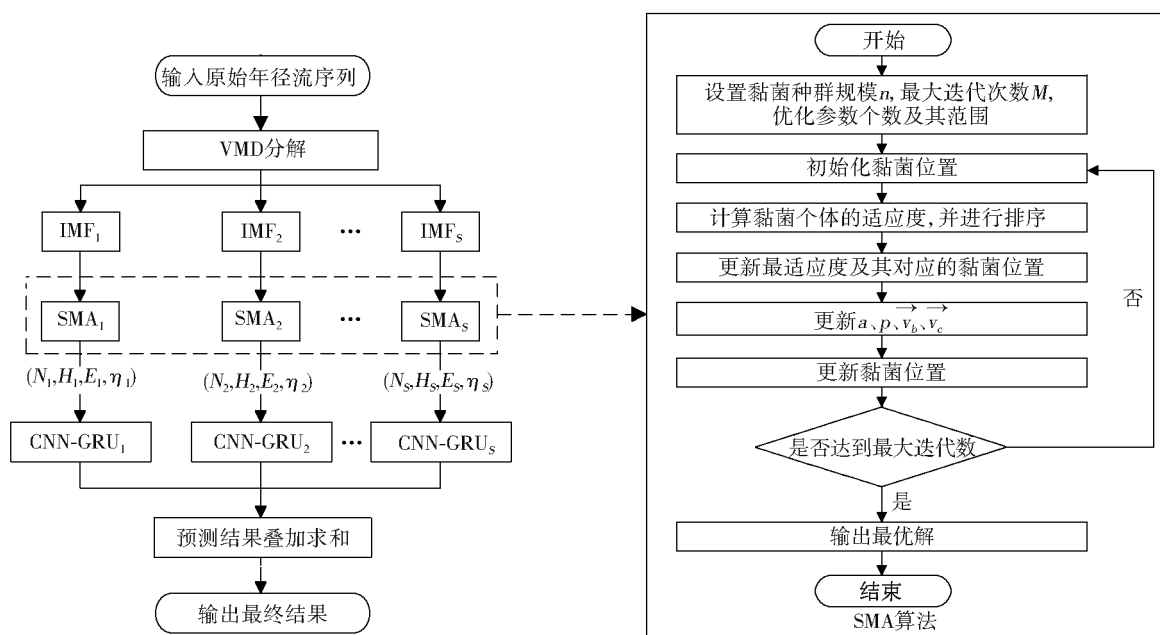 输入原始年径流序列
VMD分解
IMF₁
IMF₂
···
IMFₛ
SMA₁
SMA₂
···
SMAₛ
(N₁,H₁,E₁,η₁)
(N₂,H₂,E₂,η₂)
(Nₛ,Hₛ,Eₛ,ηₛ)
CNN-GRU₁
CNN-GRU₂
···
CNN-GRUₛ
预测结果叠加求和
输出最终结果
开始
设置黏菌种群规模n,最大迭代次数M,
优化参数个数及其范围
初始化黏菌位置
计算黏菌个体的适应度,并进行排序
更新最适应度及其对应的黏菌位置
更新a、p、v_b、v_c
更新黏菌位置
是否达到最大迭代数
否
是
输出最优解
结束
SMA算法